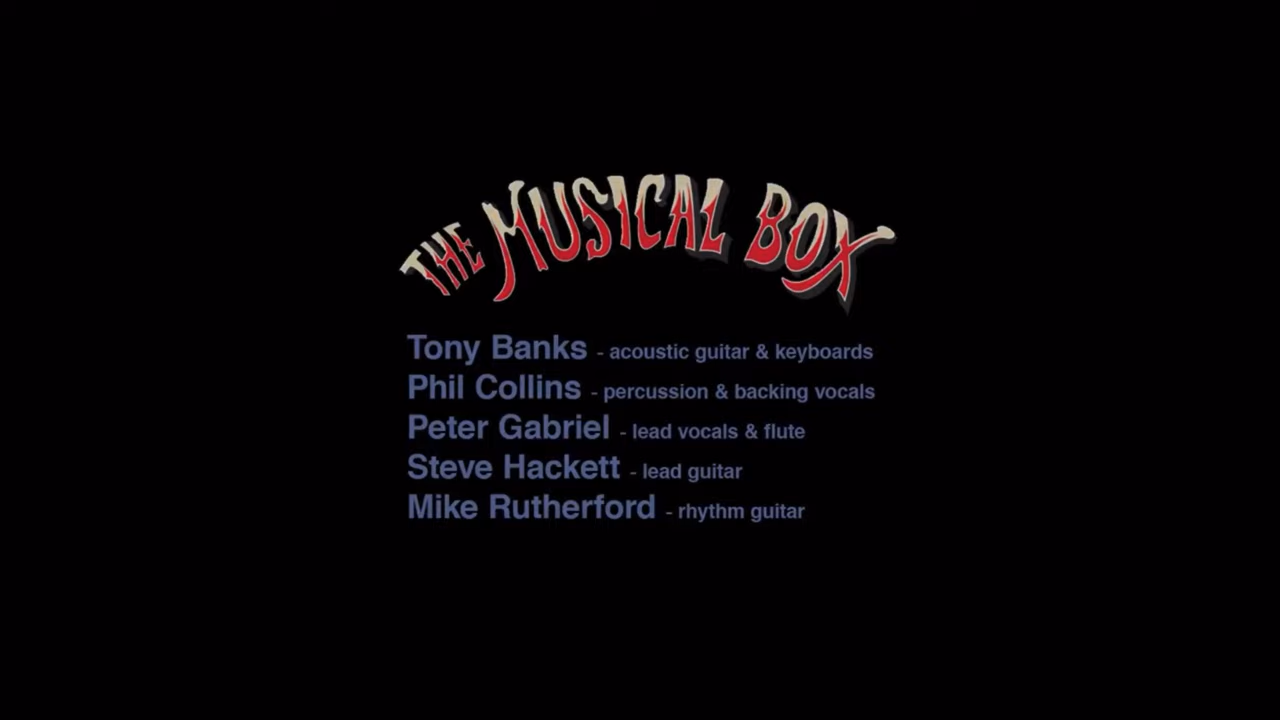 THE MUSICAL BOX
Tony Banks - acoustic guitar & keyboards
Phil Collins - percussion & backing vocals
Peter Gabriel - lead vocals & flute
Steve Hackett - lead guitar
Mike Rutherford - rhythm guitar